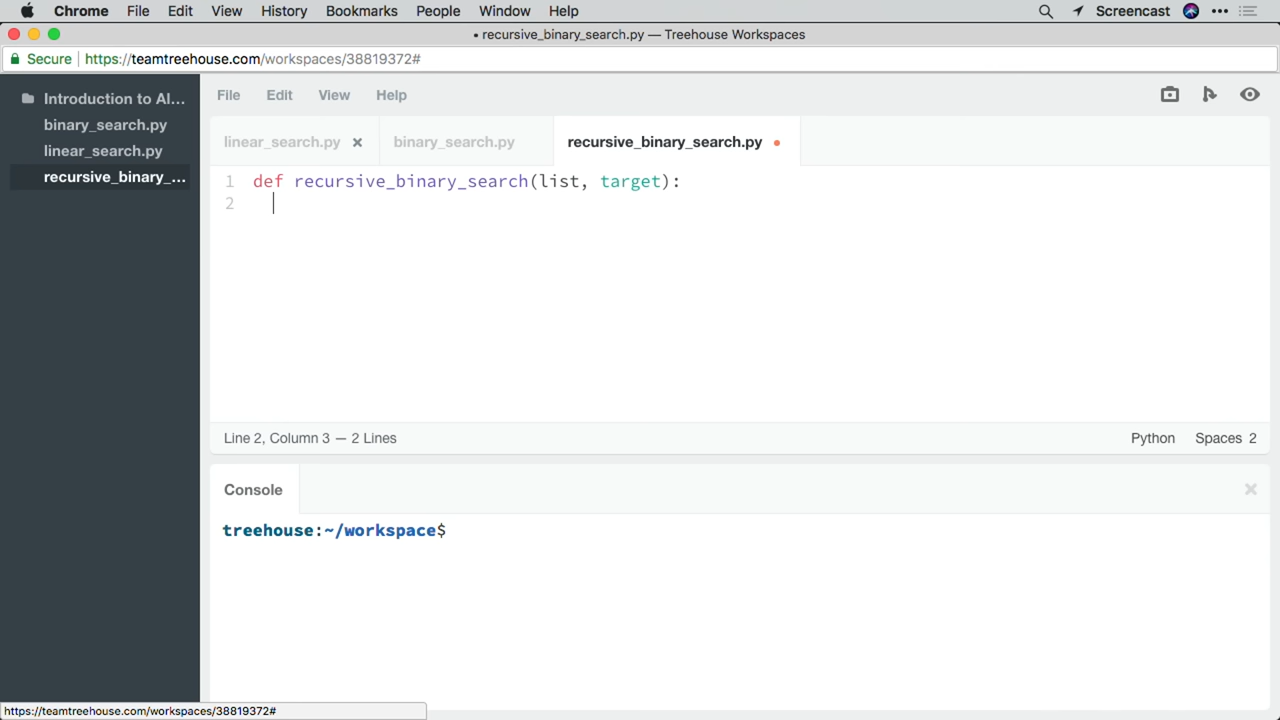 Chrome File Edit View History Bookmarks People Window Help Screencast
• recursive_binary_search.py — Treehouse Workspaces
Secure https://teamtreehouse.com/workspaces/38819372#
Introduction to Al...
binary_search.py
linear_search.py
recursive_binary_...
File Edit View Help
linear_search.py × binary_search.py recursive_binary_search.py
1 def recursive_binary_search(list, target):
2
Line 2, Column 3 — 2 Lines Python Spaces 2
Console ×
treehouse:~/workspace$
https://teamtreehouse.com/workspaces/38819372#